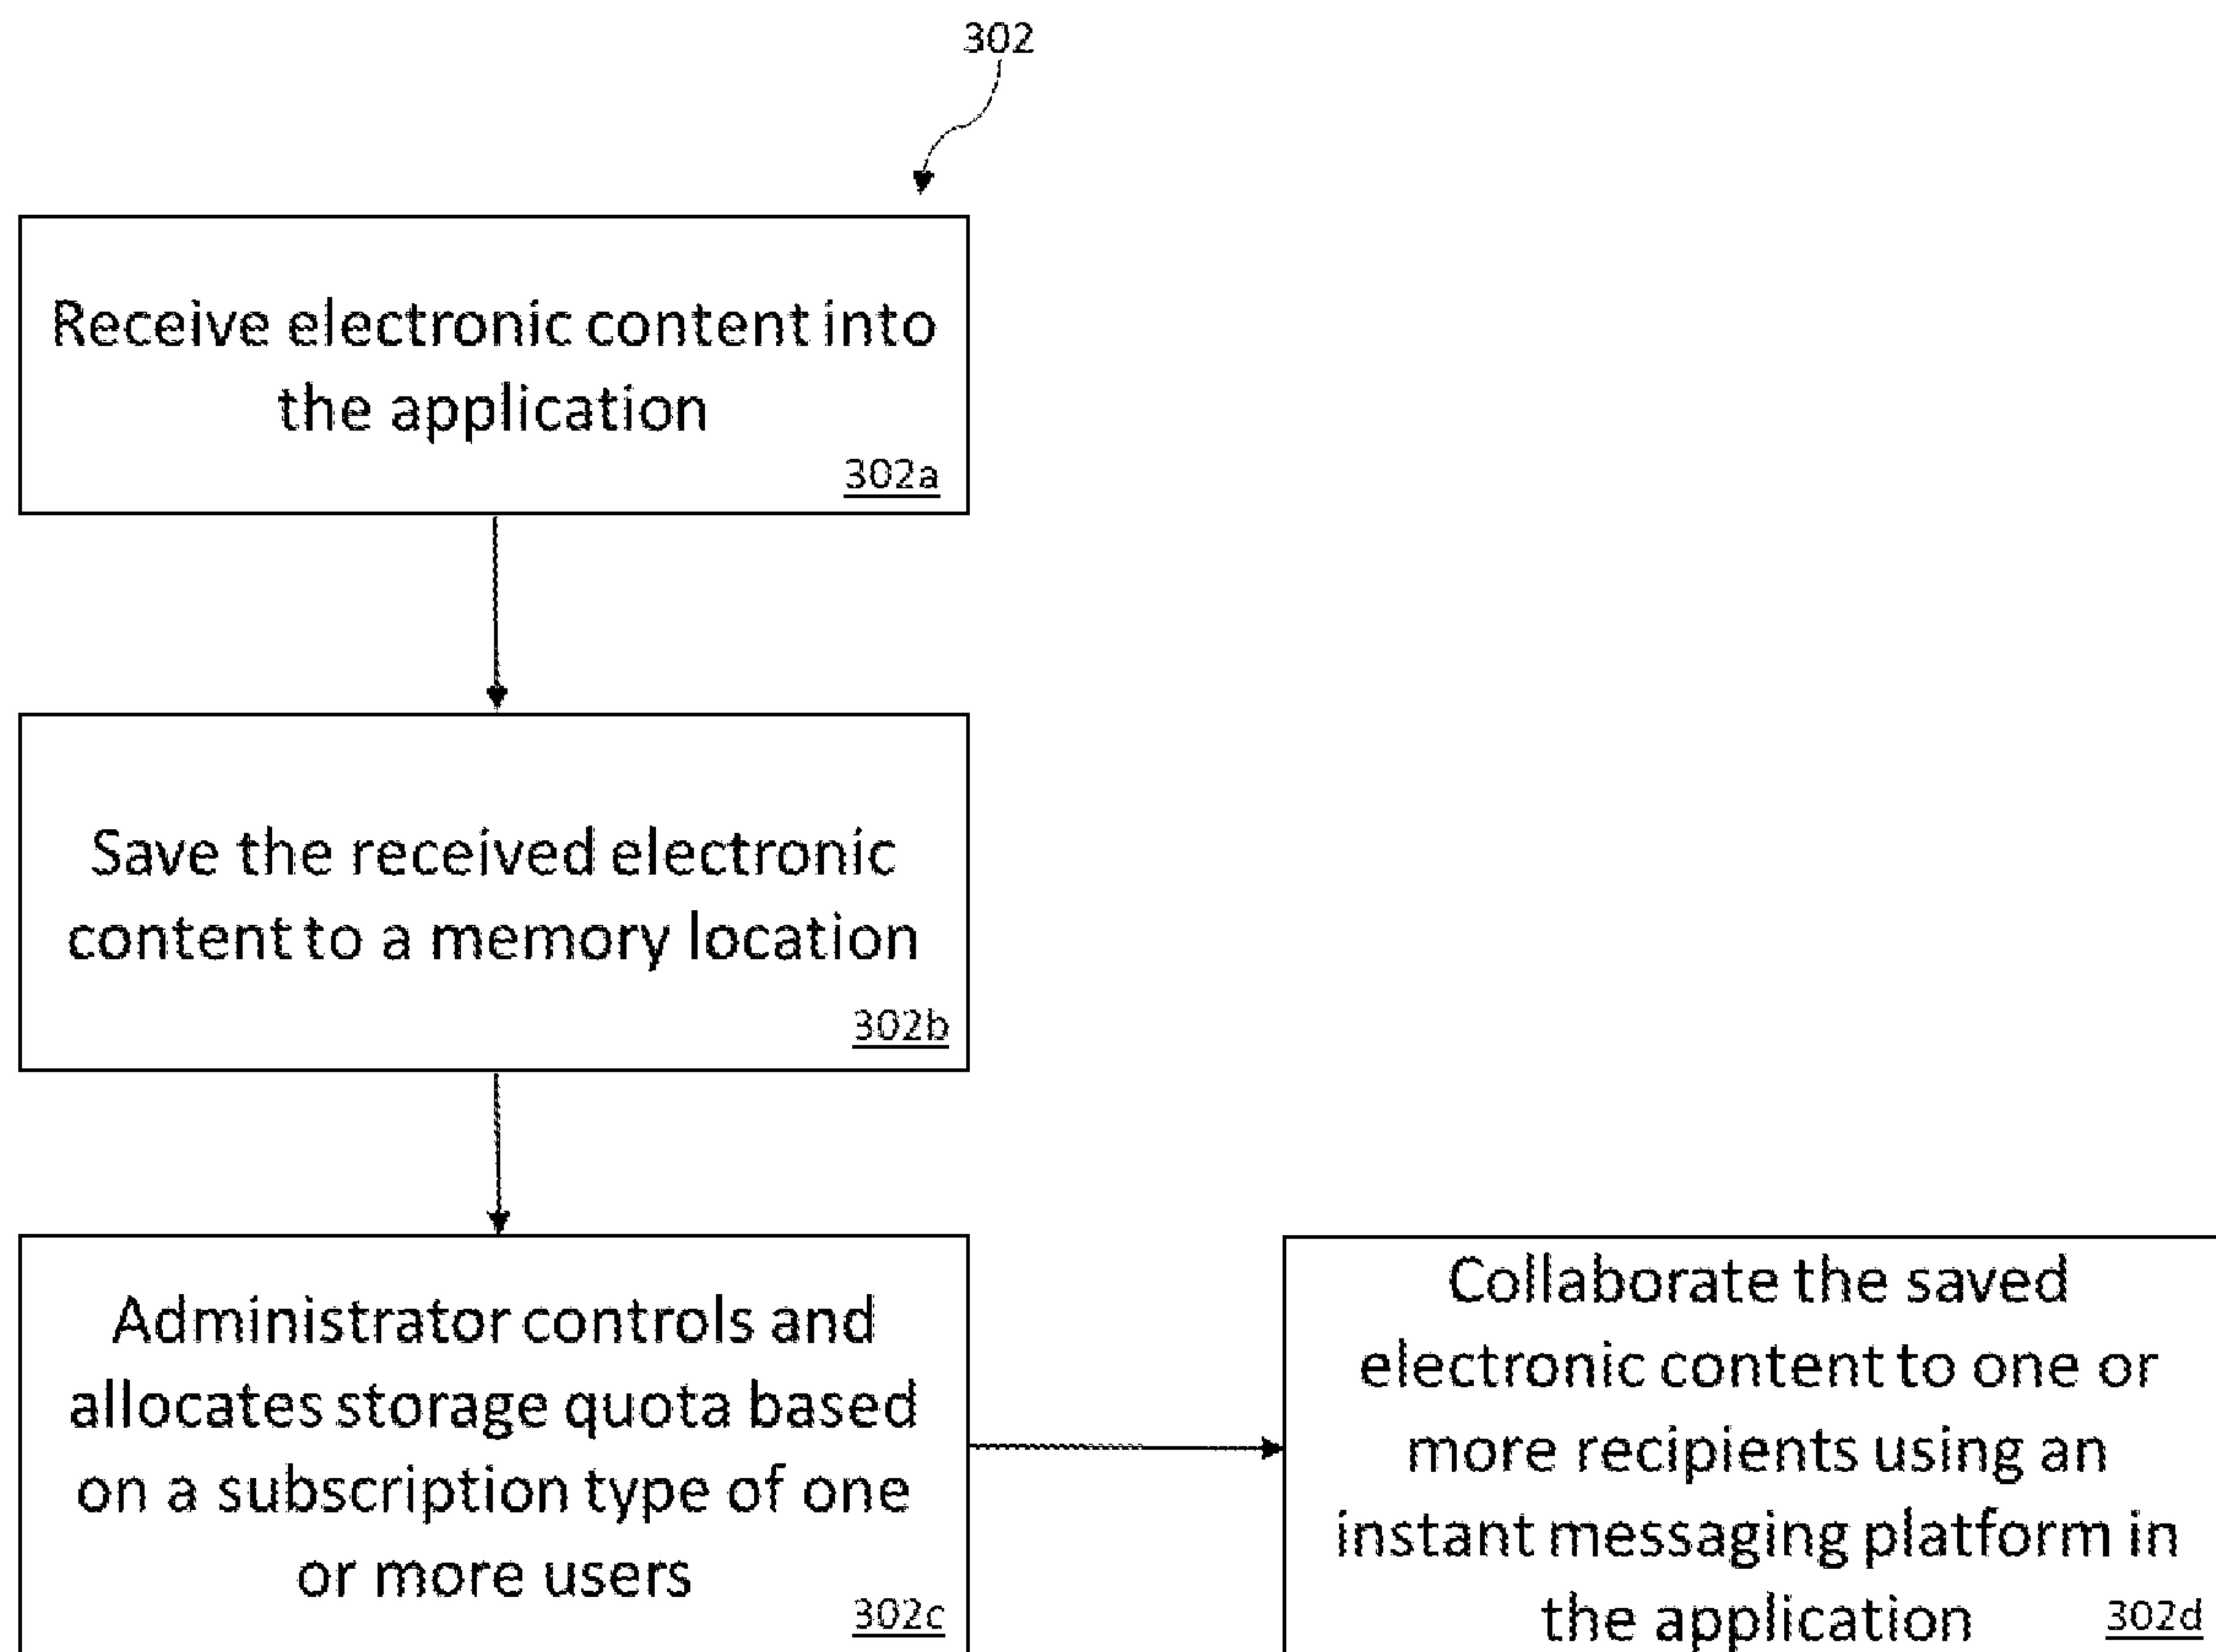 302
Receive electronic content into
the application
302a
Save the received electronic
content to a memory location
302b
Administrator controls and
allocates storage quota based
on a subscription type of one
or more users
302c
Collaborate the saved
electronic content to one or
more recipients using an
instant messaging platform in
the application
302d